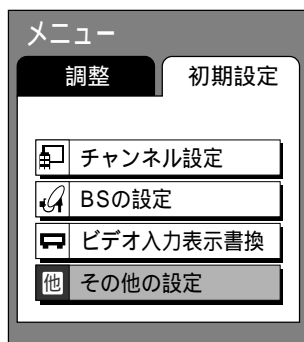 メニュー
調整 初期設定
チャンネル設定
BSの設定
ビデオ入力表示書換
他 その他の設定